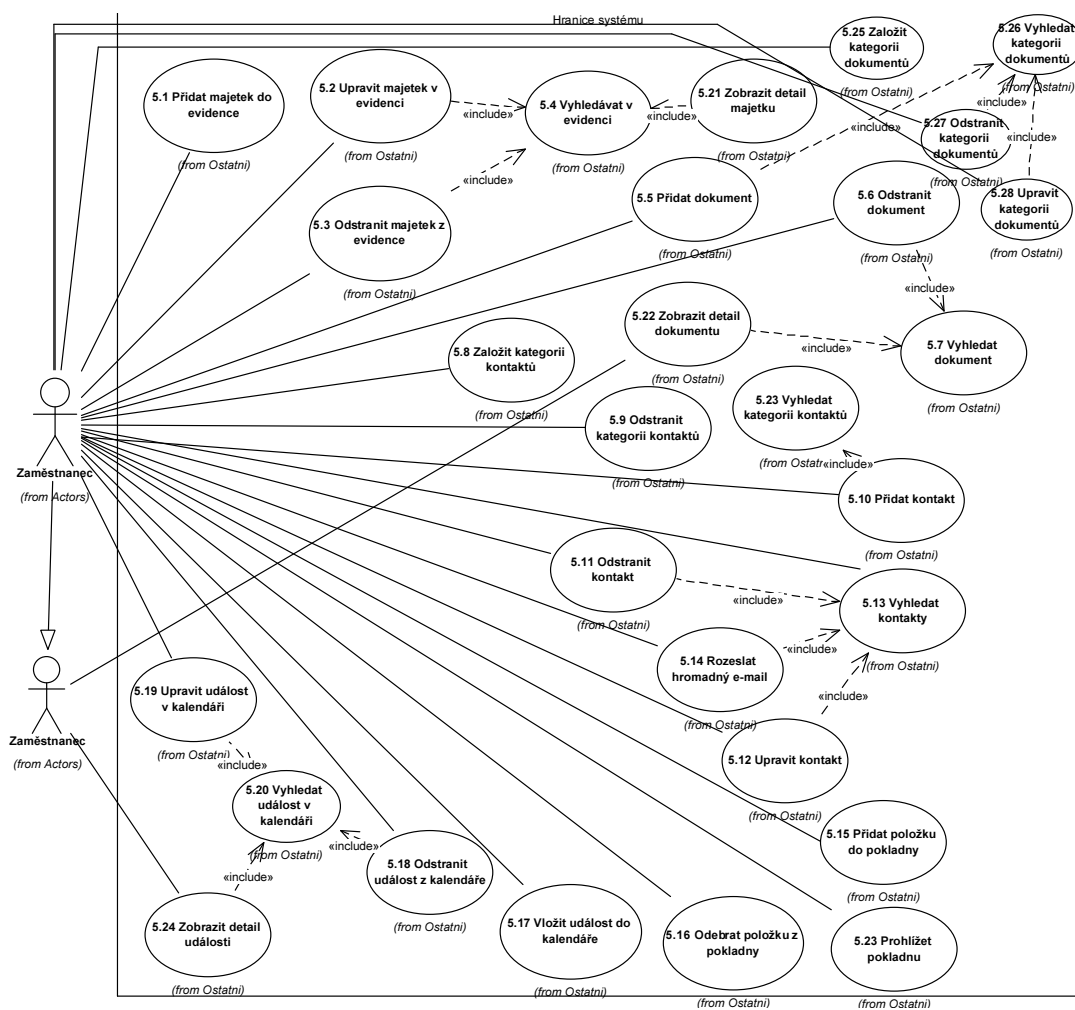 Hranice systému
5.25 Založit
kategorii
dokumentů
(from Ostatni)
5.26 Vyhledat
kategorii
dokumentů
(from Ostatni)
5.1 Přidat majetek do
evidence
(from Ostatni)
5.2 Upravit majetek v
evidenci
(from Ostatni)
«include»
5.4 Vyhledávat v
evidenci
(from Ostatni)
«include»
5.21 Zobrazit detail
majetku
(from Ostatni)
«include»
«include»
5.27 Odstranit
kategorii
dokumentů
(from Ostatni)
«include»
«include»
5.3 Odstranit majetek z
evidence
(from Ostatni)
5.5 Přidat dokument
(from Ostatni)
5.6 Odstranit
dokument
(from Ostatni)
5.28 Upravit
kategorii
dokumentů
(from Ostatni)
«include»
5.22 Zobrazit detail
dokumentu
(from Ostatni)
«include»
5.7 Vyhledat
dokument
(from Ostatni)
5.8 Založit kategorii
kontaktů
(from Ostatni)
5.9 Odstranit
kategorii kontaktů
(from Ostatni)
5.23 Vyhledat
kategorii kontaktů
(from Ostatni)
«include»
Zaměstnanec
(from Actors)
5.10 Přidat kontakt
(from Ostatni)
5.11 Odstranit
kontakt
(from Ostatni)
«include»
5.13 Vyhledat
kontakty
(from Ostatni)
5.14 Rozeslat
hromadný e-mail
(from Ostatni)
«include»
«include»
5.12 Upravit kontakt
(from Ostatni)
Zaměstnanec
(from Actors)
5.19 Upravit událost
v kalendáři
(from Ostatni)
«include»
5.20 Vyhledat
událost v
kalendáři
(from Ostatni)
«include»
5.18 Odstranit
událost z kalendáře
(from Ostatni)
«include»
5.15 Přidat položku
do pokladny
(from Ostatni)
5.24 Zobrazit detail
události
(from Ostatni)
5.17 Vložit událost do
kalendáře
(from Ostatni)
5.16 Odebrat položku z
pokladny
(from Ostatni)
5.23 Prohlížet
pokladnu
(from Ostatni)